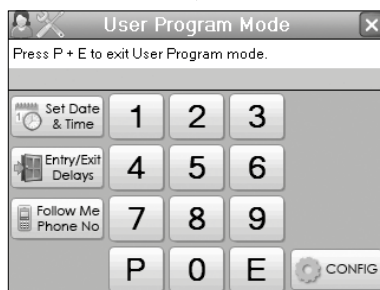 User Program Mode
Press P + E to exit User Program mode.
Set Date
& Time
1 2 3
Entry/Exit
Delays
4 5 6
Follow Me
Phone No
7 8 9
P 0 E
CONFIG